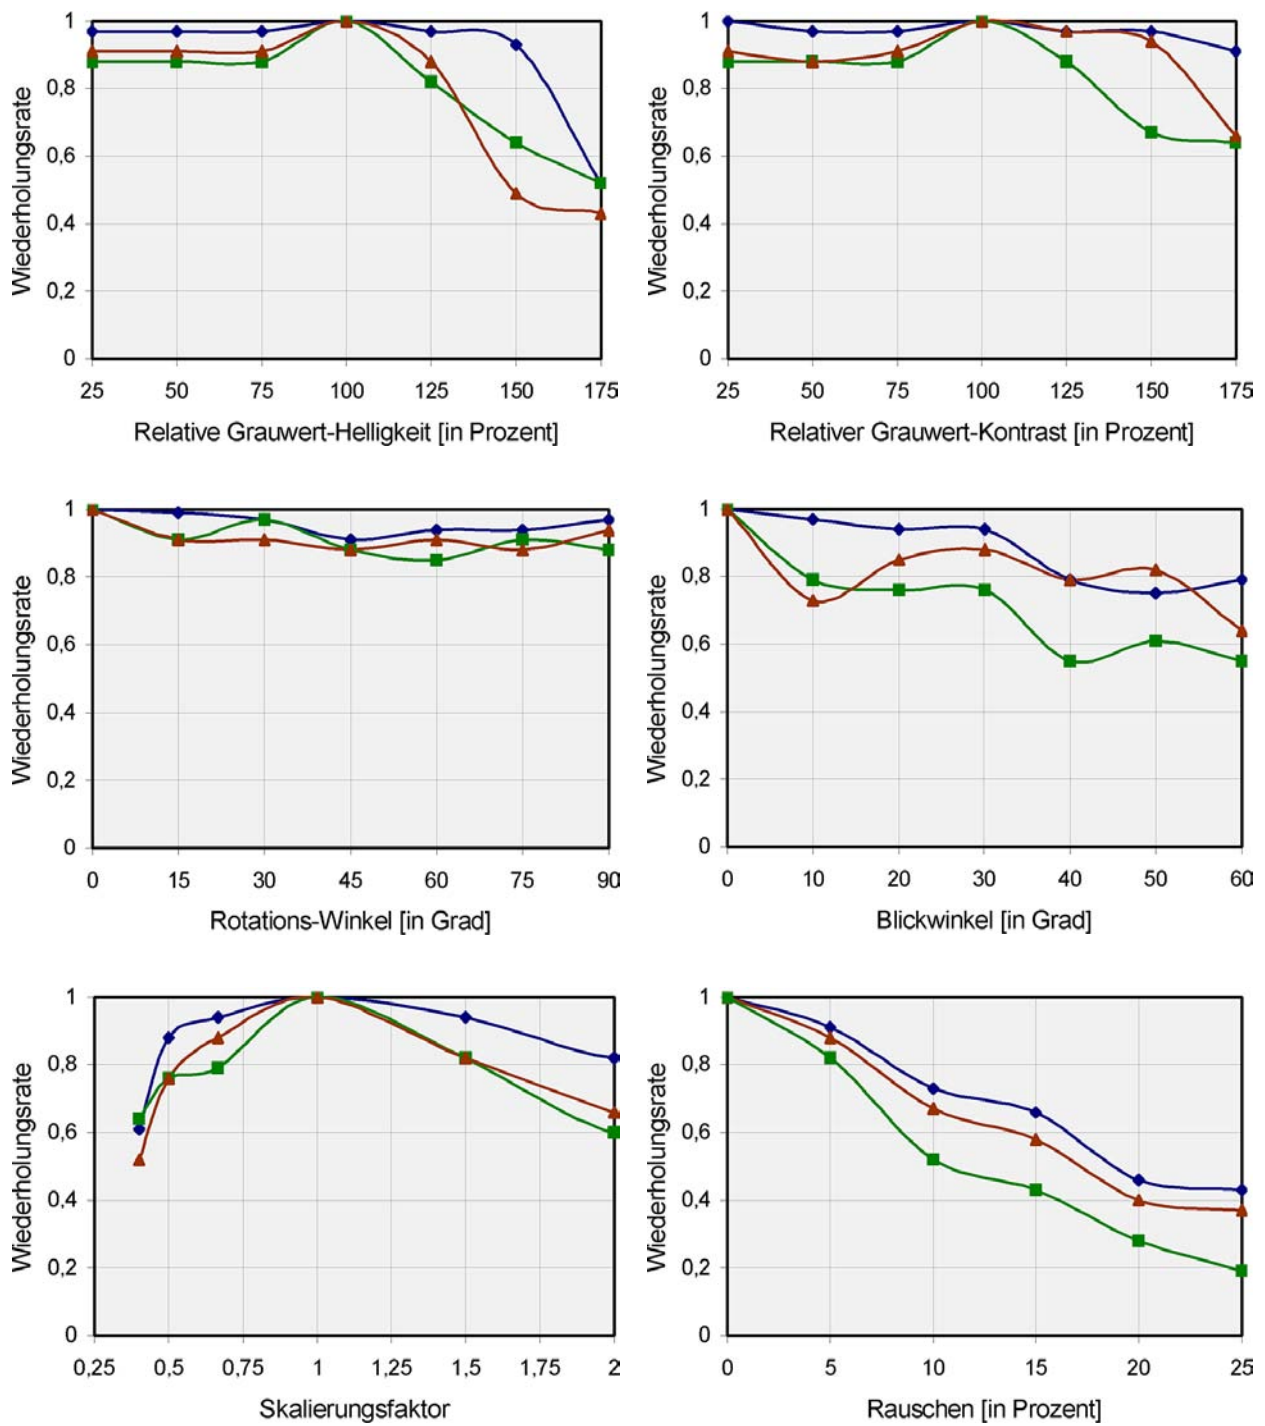 1
0.8
0.6
0.4
0,2
0
Wiederholungsrate
25 50 75 100 125 150 175
Relative Grauwert-Helligkeit [in Prozent]
1
0.8
0.6
0.4
0,2
0
Wiederholungsrate
25 50 75 100 125 150 175
Relativer Grauwert-Kontrast [in Prozent]
1
0.8
0.6
0.4
0,2
0
Wiederholungsrate
0 15 30 45 60 75 90
Rotations-Winkel [in Grad]
1
0.8
0.6
0.4
0,2
0
Wiederholungsrate
0 10 20 30 40 50 60
Blickwinkel [in Grad]
1
0.8
0.6
0,4
0,2
0
Wiederholungsrate
0,25 0,5 0,75 1 1,25 1,5 1,75 2
Skalierungsfaktor
1
0.8
0.6
0.4
0,2
0
Wiederholungsrate
0 5 10 15 20 25
Rauschen [in Prozent]